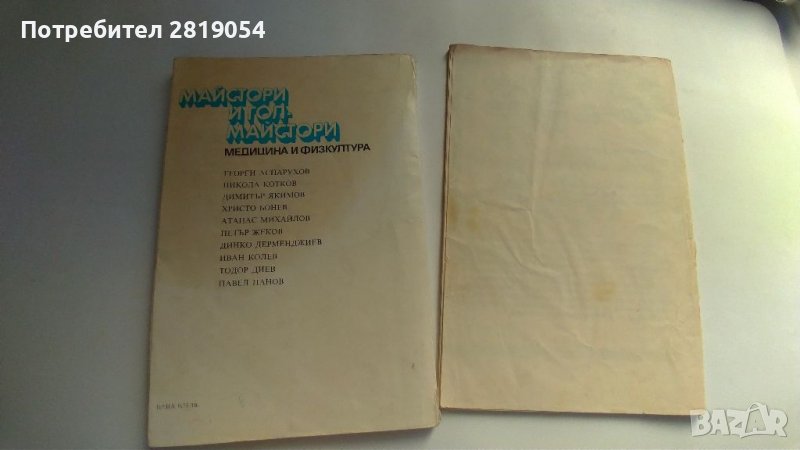 Потребител 2819054
МАЙСТОРИ
И ГОЛ-
МАЙСТОРИ
МЕДИЦИНА И ФИЗКУЛТУРА
ГЕОРГИ АСПАРУХОВ
НИКОЛА КОТКОВ
ДИМИТЪР ЯКИМОВ
ХРИСТО БОНЕВ
АТАНАС МИХАЙЛОВ
ПЕТЪР ЖЕКОВ
ДИНКО ДЕРМЕНДЖИЕВ
ИВАН КОЛЕВ
ТОДОР ДИЕВ
ПАВЕЛ ПАНОВ
BAZAR